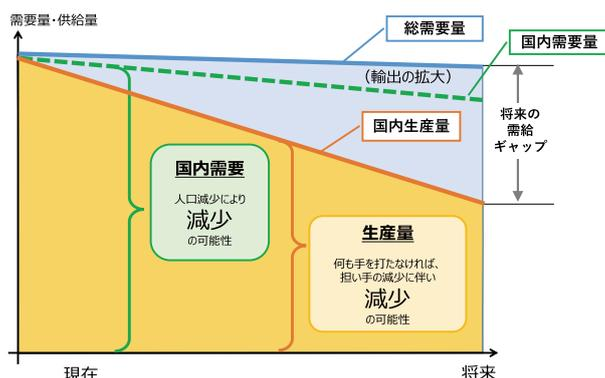 需要量・供給量
総需要量
国内需要量
（輸出の拡大）
国内生産量
将来の
需給
ギャップ
国内需要
人口減少により
減少
の可能性
生産量
何も手を打たなければ、
担い手の減少に伴い
減少
の可能性
現在
将来